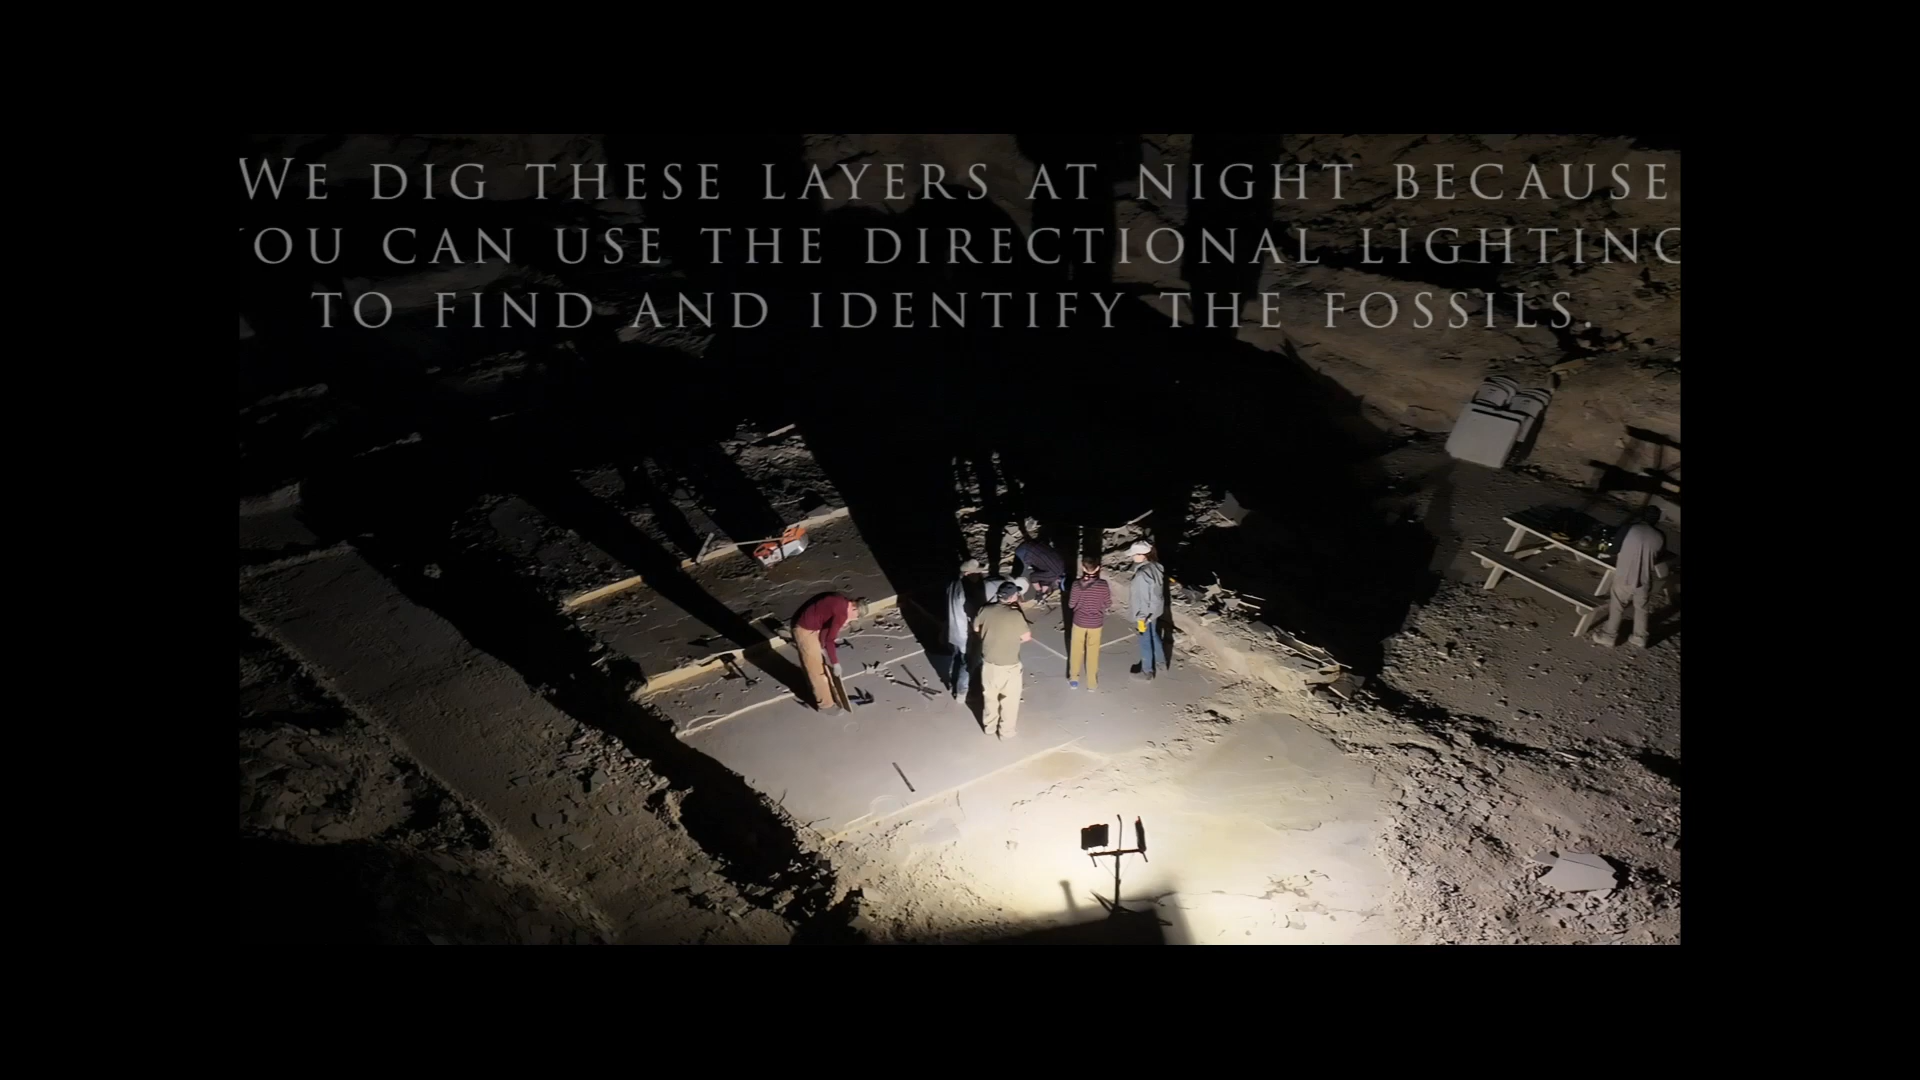 We dig these layers at night because
you can use the directional lighting
to find and identify the fossils.